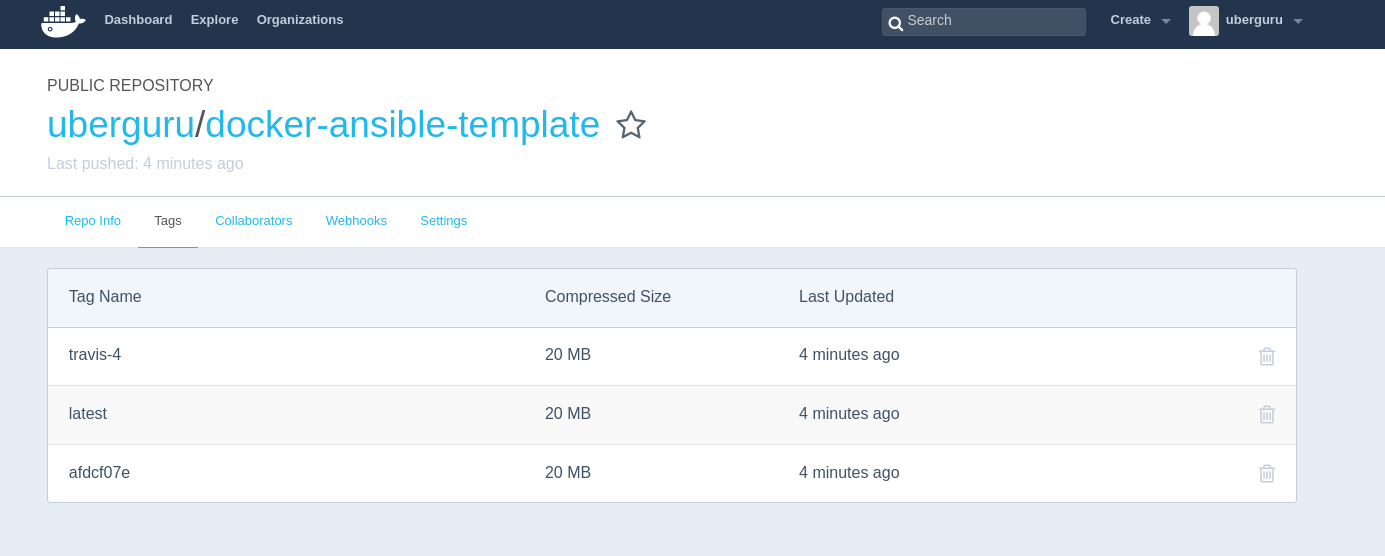 Dashboard Explore Organizations Search Create uberguru
PUBLIC REPOSITORY
uberguru/docker-ansible-template
Last pushed: 4 minutes ago
Repo Info Tags Collaborators Webhooks Settings
Tag Name Compressed Size Last Updated
travis-4 20 MB 4 minutes ago
latest 20 MB 4 minutes ago
afdcf07e 20 MB 4 minutes ago